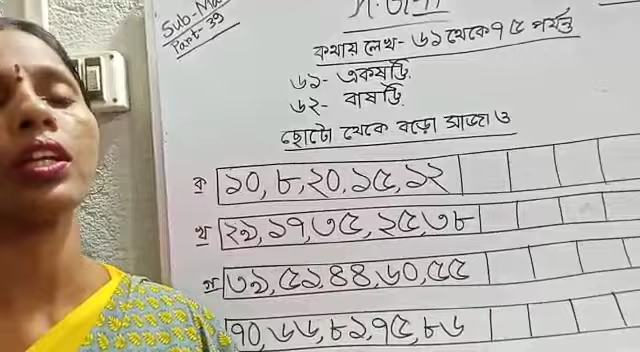 Sub-Ma
Part-39
কথায় লেখ- ৬১ থেকে ৭৫ পর্যন্ত
৬১- একষট্টি
৬২- বাষট্টি
ছোটো থেকে বড়ো সাজাও
ক ১০, ৮, ২০, ১৫, ১২
খ ২৯, ১৭, ৩৫, ২৫, ৩৮
গ ৩৯, ৫১, ৪৪, ৬০, ৫৫
৭০, ৬৬, ৮২, ৭৫, ৮৬